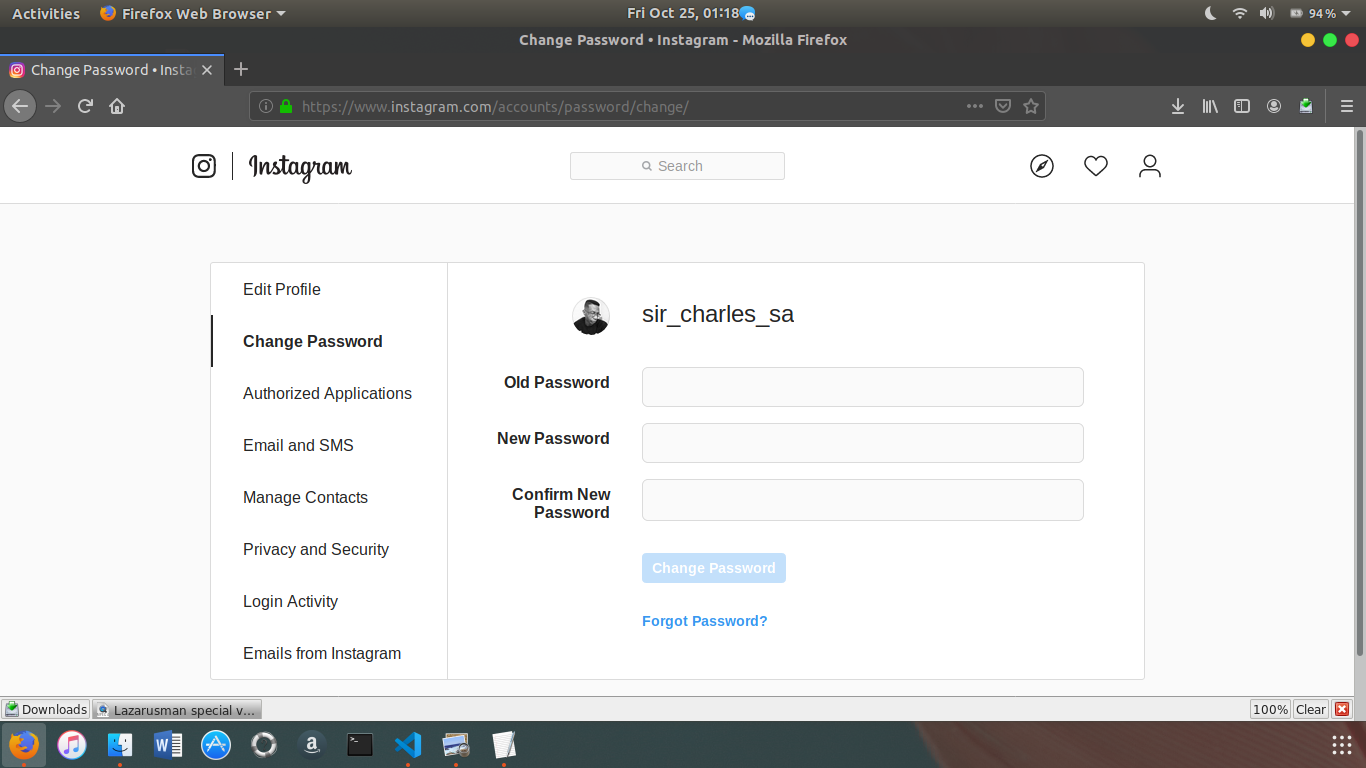 Activities
Firefox Web Browser
Fri Oct 25, 01:18
94%
Change Password • Instagram - Mozilla Firefox
Change Password • Insta
https://www.instagram.com/accounts/password/change/
Instagram
Search
Edit Profile
Change Password
Authorized Applications
Email and SMS
Manage Contacts
Privacy and Security
Login Activity
Emails from Instagram
sir_charles_sa
Old Password
New Password
Confirm New
Password
Change Password
Forgot Password?
Downloads
Lazarusman special v...
100%
Clear